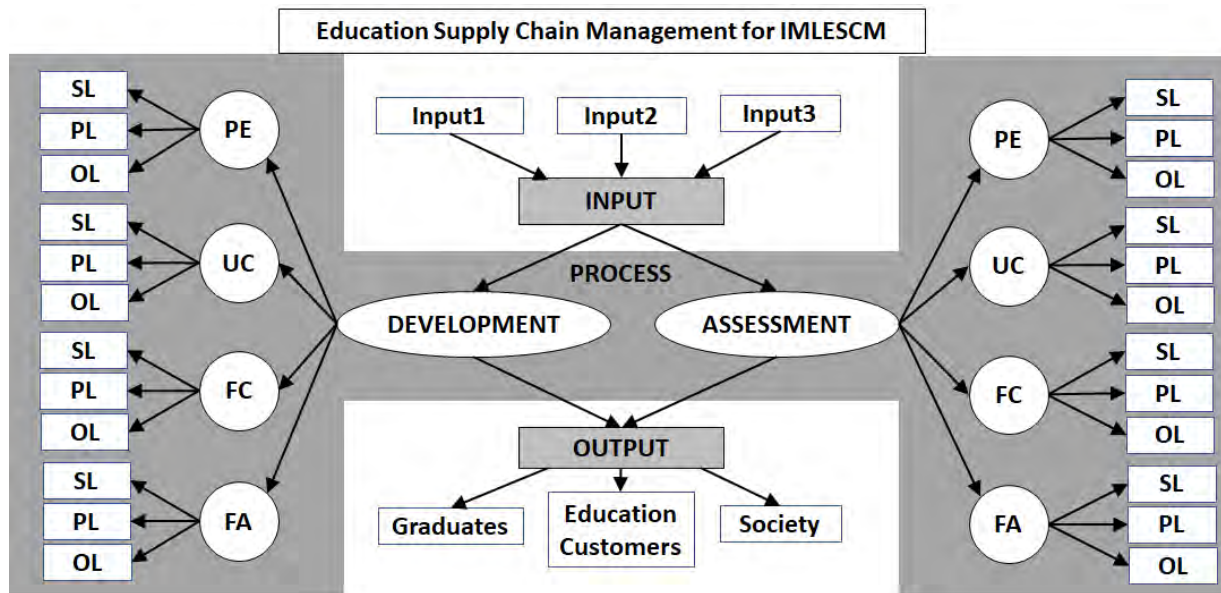 Education Supply Chain Management for IMLESCM
SL
PL
OL
PE
SL
PL
OL
UC
SL
PL
OL
FC
SL
PL
OL
FA
Input1
Input2
Input3
INPUT
PROCESS
DEVELOPMENT
ASSESSMENT
OUTPUT
Graduates
Education
Customers
Society
PE
SL
PL
OL
UC
SL
PL
OL
FC
SL
PL
OL
FA
SL
PL
OL